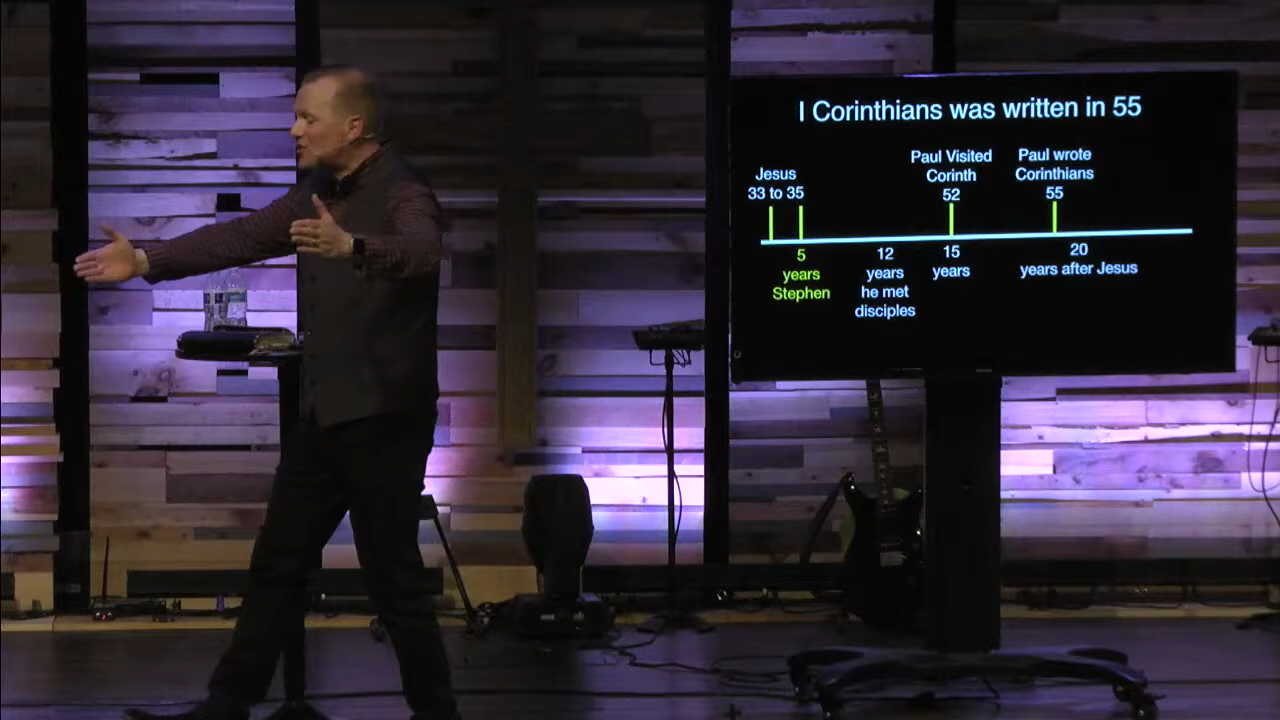 I Corinthians was written in 55
Jesus
33 to 35
Paul Visited
Corinth
52
Paul wrote
Corinthians
55
5
years
Stephen
12
years
he met
disciples
15
years
20
years after Jesus